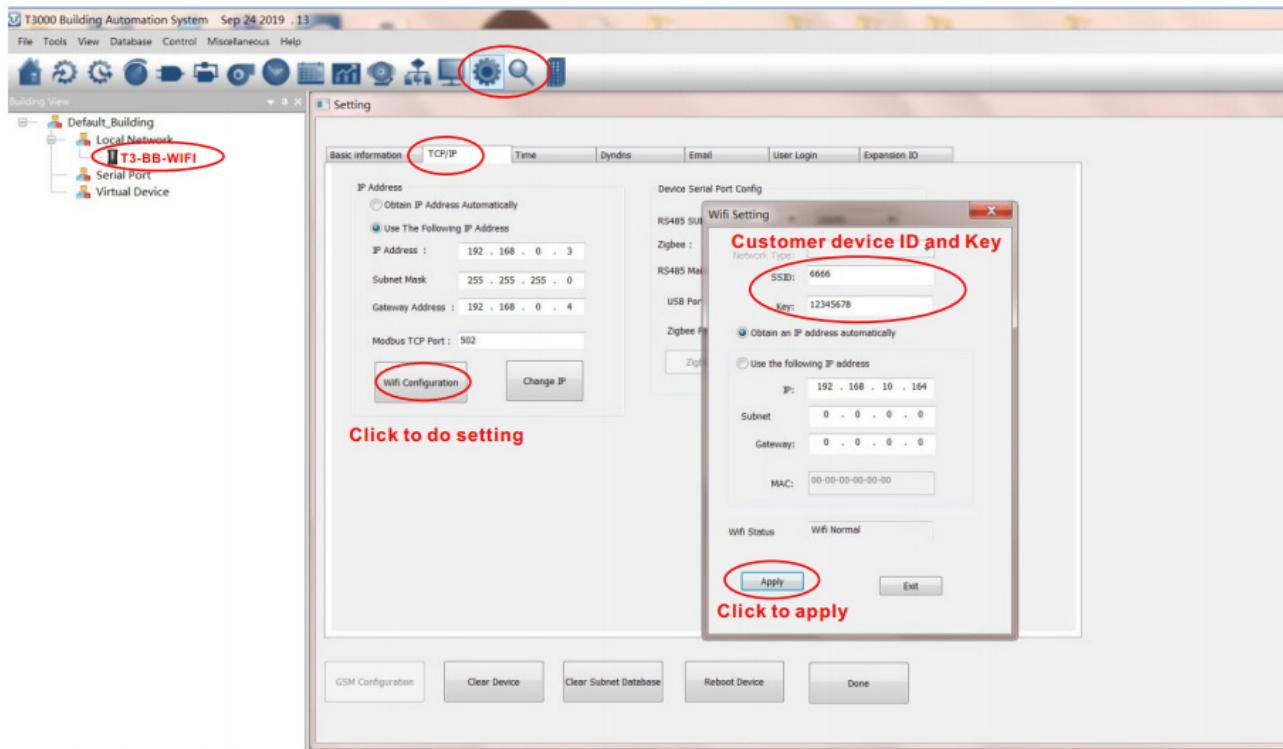 T3000 Building Automation System Sep 24 2019 . 13
File Tools View Database Control Miscellaneous Help
Building View
Default_Building
Local Network
T3-BB-WIFI
Serial Port
Virtual Device
Setting
Basic information TCP/IP Time Dyndns Email User Login Expansion IO
IP Address
Obtain IP Address Automatically
Use The Following IP Address
IP Address : 192 . 168 . 0 . 3
Subnet Mask 255 . 255 . 255 . 0
Gateway Address : 192 . 168 . 0 . 4
Modbus TCP Port : 502
Wifi Configuration Change IP
Click to do setting
Device Serial Port Config
RS485
Zigbee :
RS485
USB
Zigbee
Wifi Setting
Customer device ID and Key
Network Type:
SSID: 6666
Key: 12345678
Obtain an IP address automatically
Use the following IP address
IP: 192 . 168 . 10 . 164
Subnet 0 . 0 . 0 . 0
Gateway: 0 . 0 . 0 . 0
MAC: 00-00-00-00-00-00
Wifi Status Wifi Normal
Apply Exit
Click to apply
GSM Configuration Clear Device Clear Subnet Database Reboot Device Done